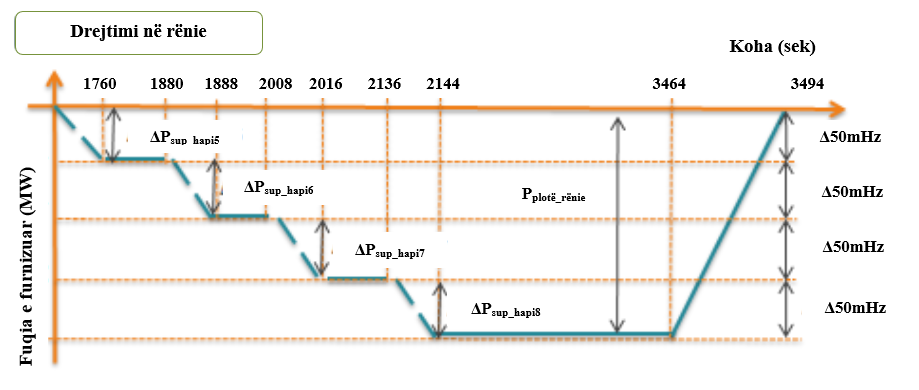 Drejtimi në rënie
Koha (sek)
1760 1880 1888 2008 2016 2136 2144 3464 3494
ΔPsup_hapi5
Δ50mHz
ΔPsup_hapi6
Pplotë_rënie
Δ50mHz
ΔPsup_hapi7
Δ50mHz
ΔPsup_hapi8
Δ50mHz
Fuqia e furnizuar (MW)